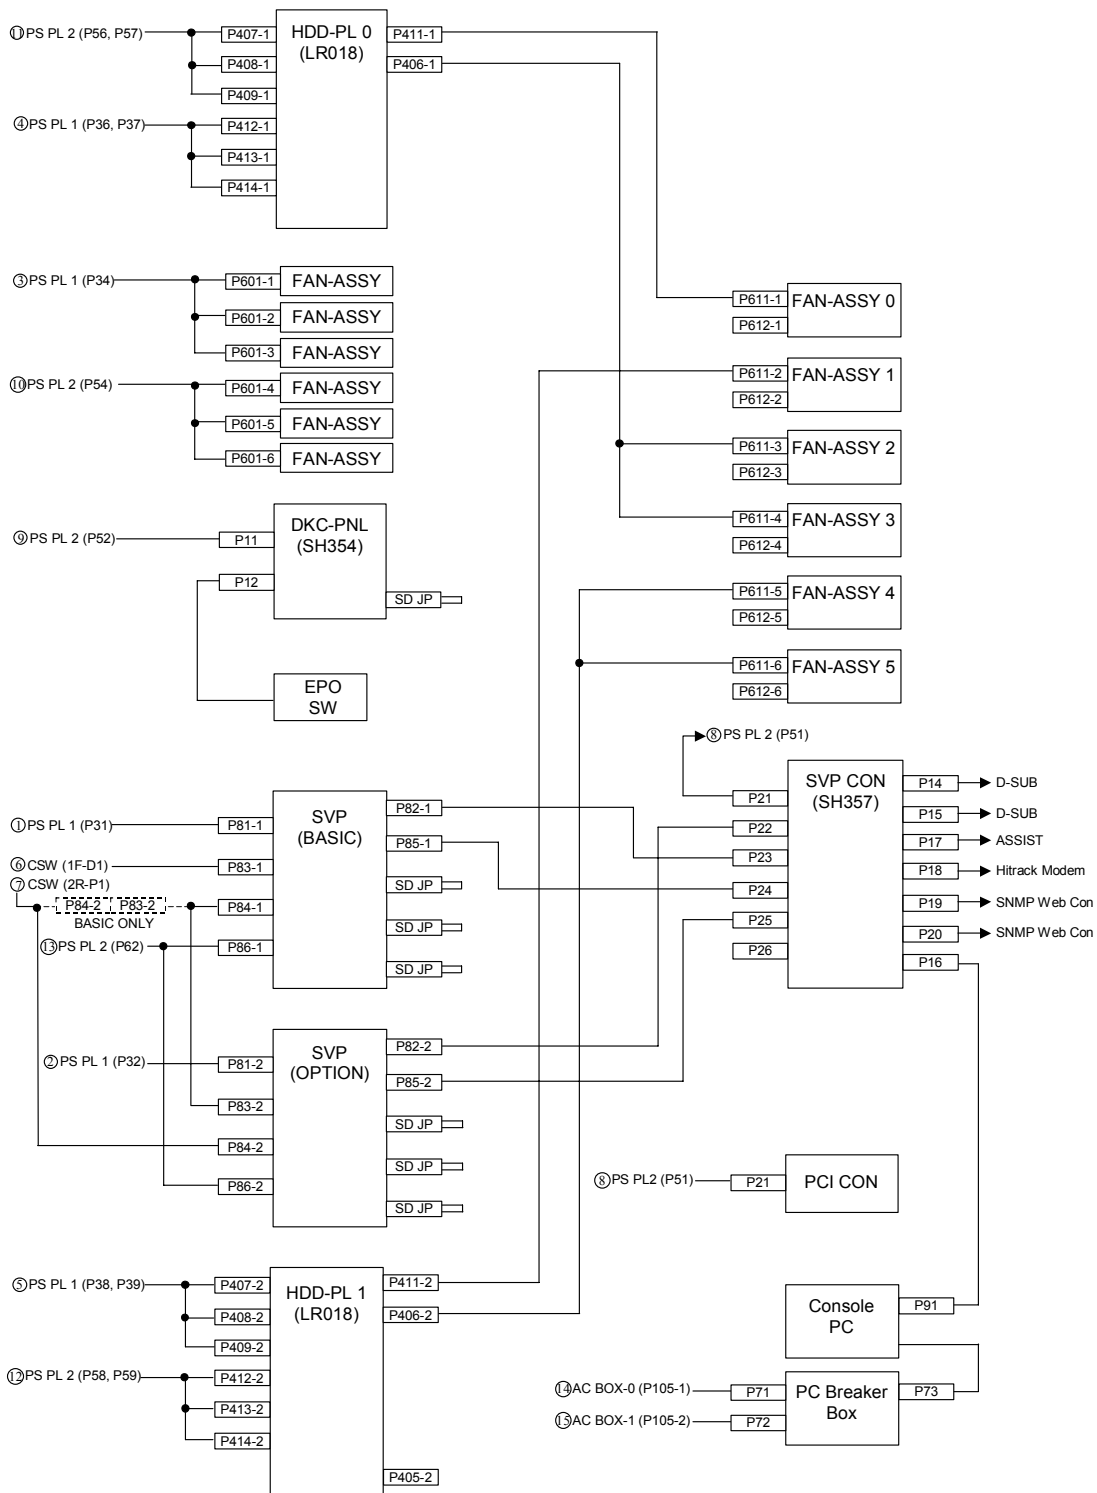 ⑪PS PL 2 (P56, P57)
P407-1
P408-1
P409-1
④PS PL 1 (P36, P37)
P412-1
P413-1
P414-1
HDD-PL 0
(LR018)
P411-1
P406-1
③PS PL 1 (P34)
P601-1
FAN-ASSY
P601-2
FAN-ASSY
P601-3
FAN-ASSY
⑩PS PL 2 (P54)
P601-4
FAN-ASSY
P601-5
FAN-ASSY
P601-6
FAN-ASSY
P611-1
P612-1
FAN-ASSY 0
P611-2
P612-2
FAN-ASSY 1
P611-3
P612-3
FAN-ASSY 2
P611-4
P612-4
FAN-ASSY 3
P611-5
P612-5
FAN-ASSY 4
P611-6
P612-6
FAN-ASSY 5
⑨PS PL 2 (P52)
P11
P12
DKC-PNL
(SH354)
SD JP
EPO
SW
⑧PS PL 2 (P51)
P21
P22
P23
P24
P25
P26
SVP CON
(SH357)
P14
D-SUB
P15
D-SUB
P17
ASSIST
P18
Hitrack Modem
P19
SNMP Web Con
P20
SNMP Web Con
P16
①PS PL 1 (P31)
P81-1
⑥CSW (1F-D1)
P83-1
⑦CSW (2R-P1)
P84-2
P83-2
BASIC ONLY
P84-1
⑬PS PL 2 (P62)
P86-1
SVP
(BASIC)
P82-1
P85-1
SD JP
SD JP
SD JP
②PS PL 1 (P32)
P81-2
P83-2
P84-2
P86-2
SVP
(OPTION)
P82-2
P85-2
SD JP
SD JP
SD JP
⑧PS PL2 (P51)
P21
PCI CON
⑤PS PL 1 (P38, P39)
P407-2
P408-2
P409-2
⑫PS PL 2 (P58, P59)
P412-2
P413-2
P414-2
HDD-PL 1
(LR018)
P411-2
P406-2
P405-2
Console
PC
P91
⑭AC BOX-0 (P105-1)
P71
⑮AC BOX-1 (P105-2)
P72
PC Breaker
Box
P73